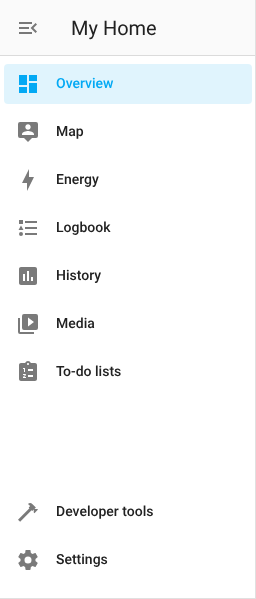 My Home
Overview
Map
Energy
Logbook
History
Media
To-do lists
Developer tools
Settings